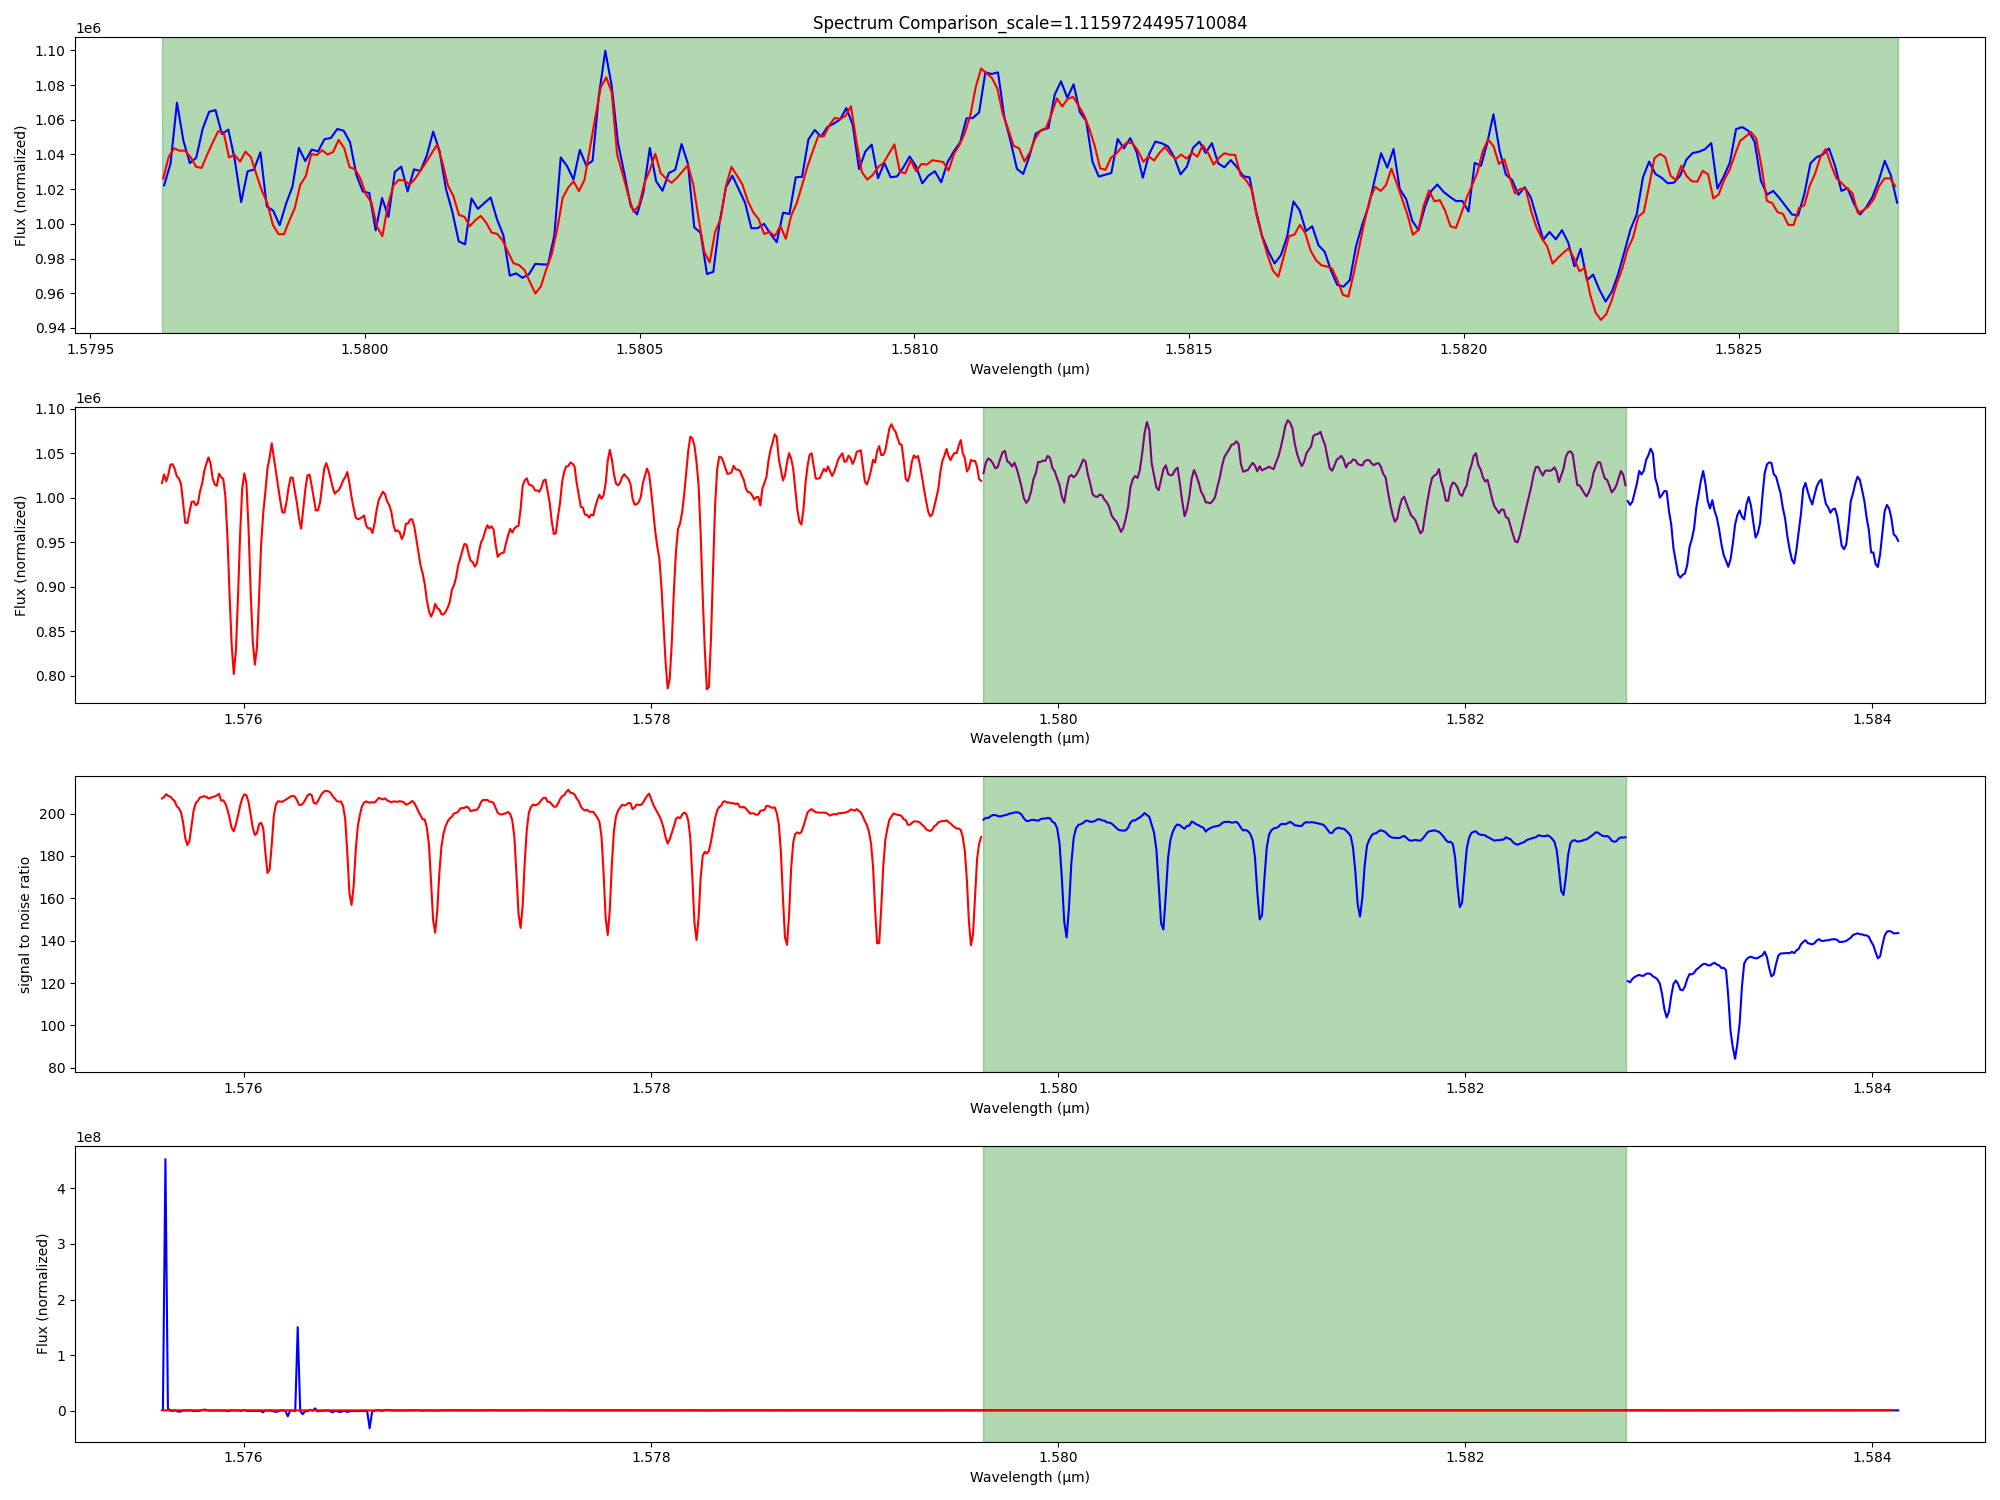 Spectrum Comparison_scale=1.1159724495710084
1e6
Flux (normalized)
1.10
1.08
1.06
1.04
1.02
1.00
0.98
0.96
0.94
1.5795 1.5800 1.5805 1.5810 1.5815 1.5820 1.5825
Wavelength (μm)
1e6
Flux (normalized)
1.10
1.05
1.00
0.95
0.90
0.85
0.80
1.576 1.578 1.580 1.582 1.584
Wavelength (μm)
signal to noise ratio
200
180
160
140
120
100
80
1.576 1.578 1.580 1.582 1.584
Wavelength (μm)
1e8
Flux (normalized)
4
3
2
1
0
1.576 1.578 1.580 1.582 1.584
Wavelength (μm)